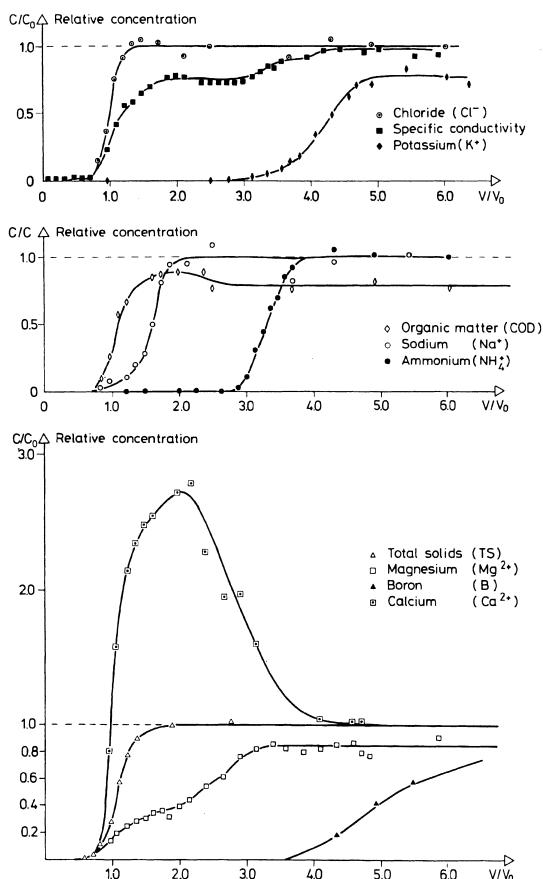 C/C₀ Relative concentration
1.0
0.5
0
Chloride (Cl⁻)
Specific conductivity
Potassium (K⁺)
0 1.0 2.0 3.0 4.0 5.0 6.0 V/V₀
C/C Relative concentration
1.0
0.5
0
Organic matter (COD)
Sodium (Na⁺)
Ammonium (NH₄⁺)
1.0 2.0 3.0 4.0 5.0 6.0 V/V₀
C/C₀ Relative concentration
3.0
Total solids (TS)
Magnesium (Mg²⁺)
Boron (B)
Calcium (Ca²⁺)
2.0
1.0
0.8
0.6
0.4
0.2
1.0 2.0 3.0 4.0 5.0 6.0 V/V₀